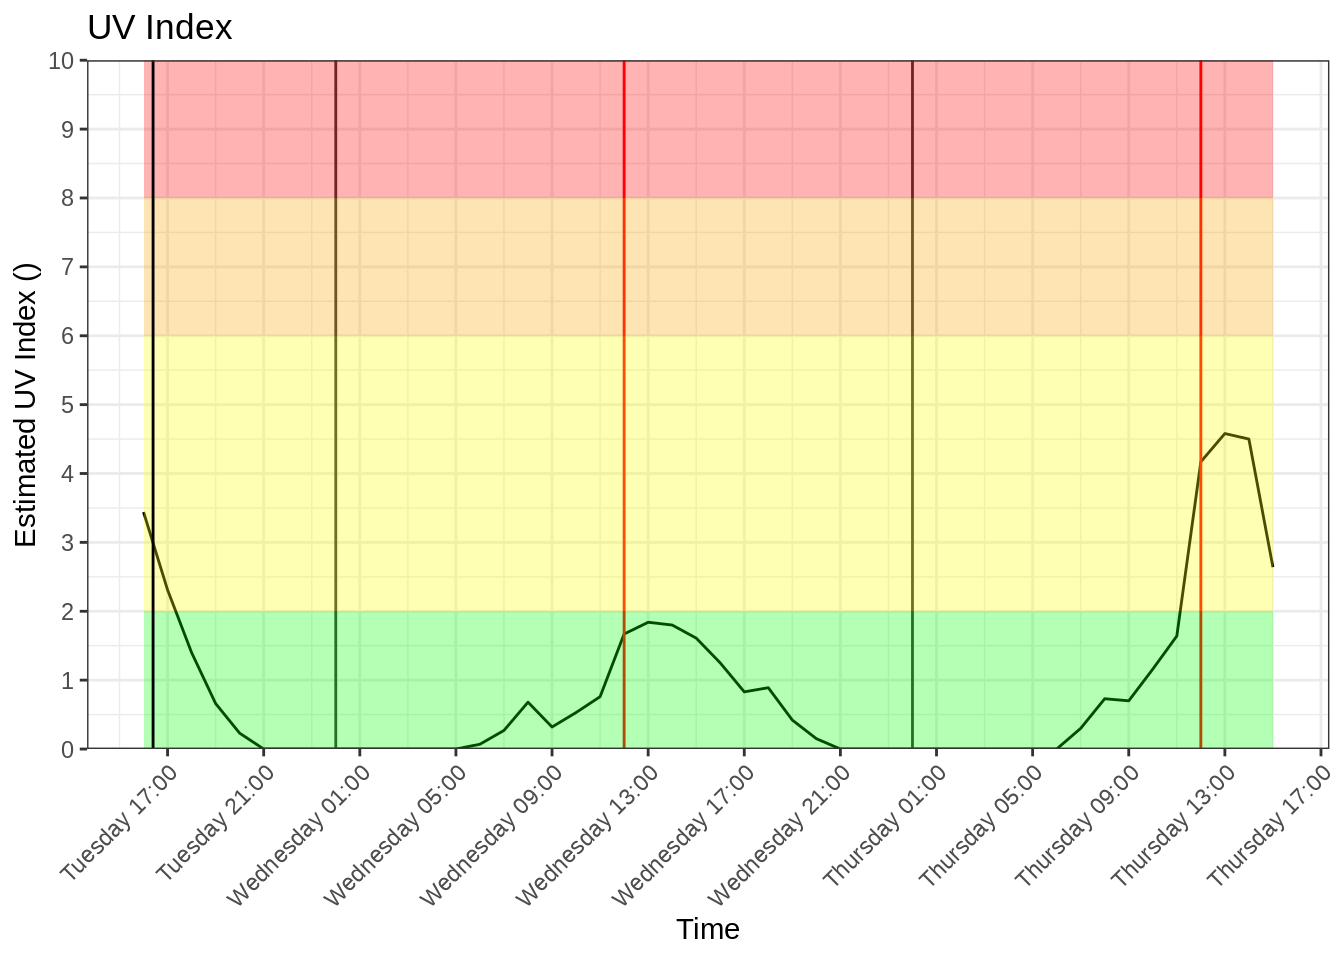 UV Index
Estimated UV Index ()
10
9
8
7
6
5
4
3
2
1
0
Tuesday 17:00
Tuesday 21:00
Wednesday 01:00
Wednesday 05:00
Wednesday 09:00
Wednesday 13:00
Wednesday 17:00
Wednesday 21:00
Thursday 01:00
Thursday 05:00
Thursday 09:00
Thursday 13:00
Thursday 17:00
Time